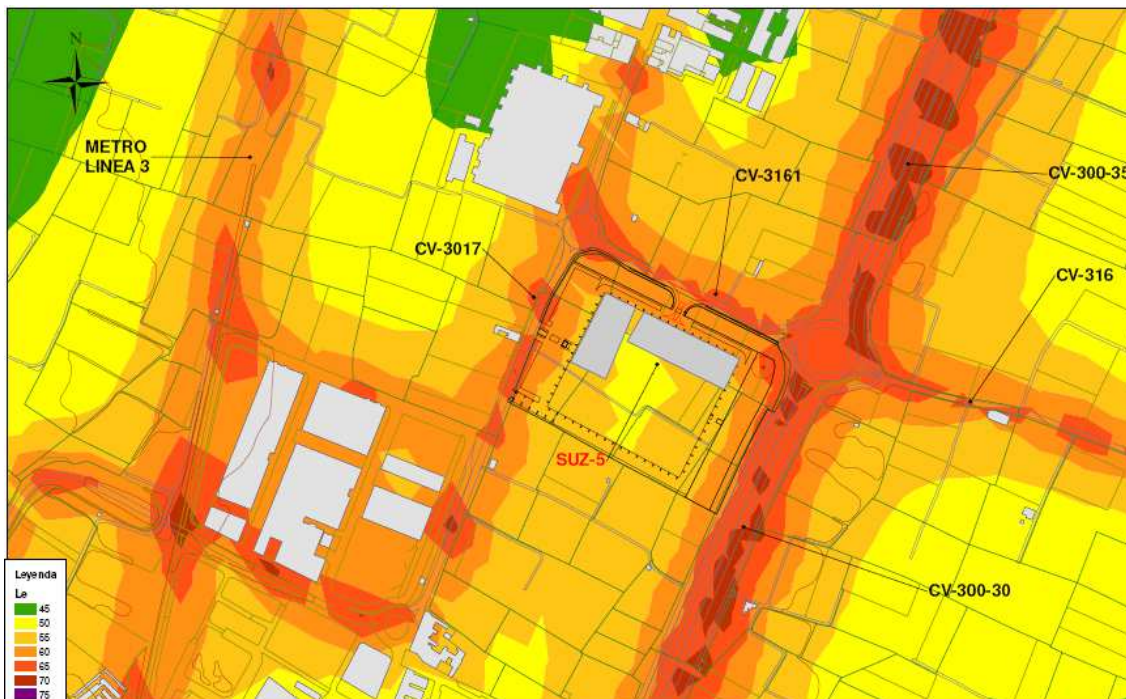 N
METRO
LINEA 3
CV-3161
CV-300-35
CV-3017
CV-316
SUZ-5
CV-300-30
Leyenda
Le
45
50
55
60
65
70
75